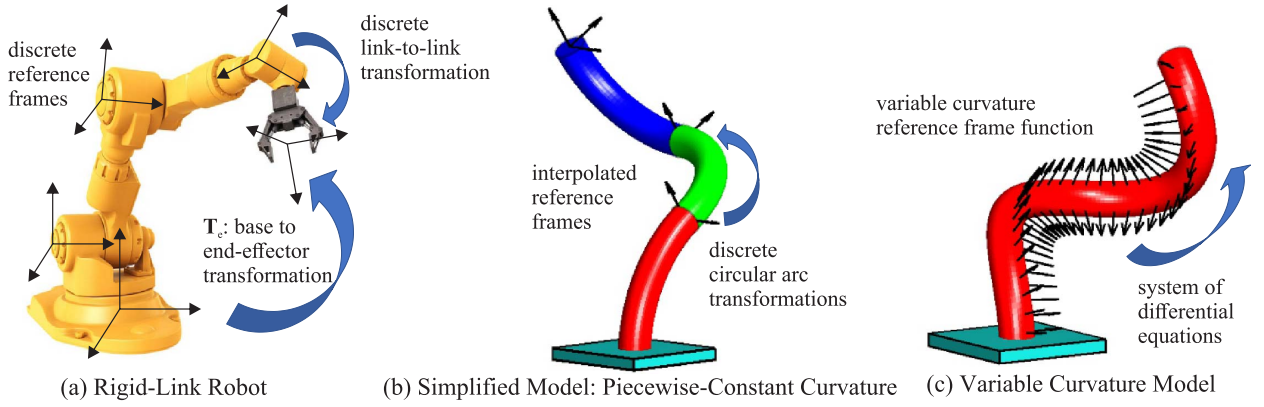 discrete
reference
frames
discrete
link-to-link
transformation
Te: base to
end-effector
transformation
(a) Rigid-Link Robot
interpolated
reference
frames
discrete
circular arc
transformations
(b) Simplified Model: Piecewise-Constant Curvature
variable curvature
reference frame function
system of
differential
equations
(c) Variable Curvature Model